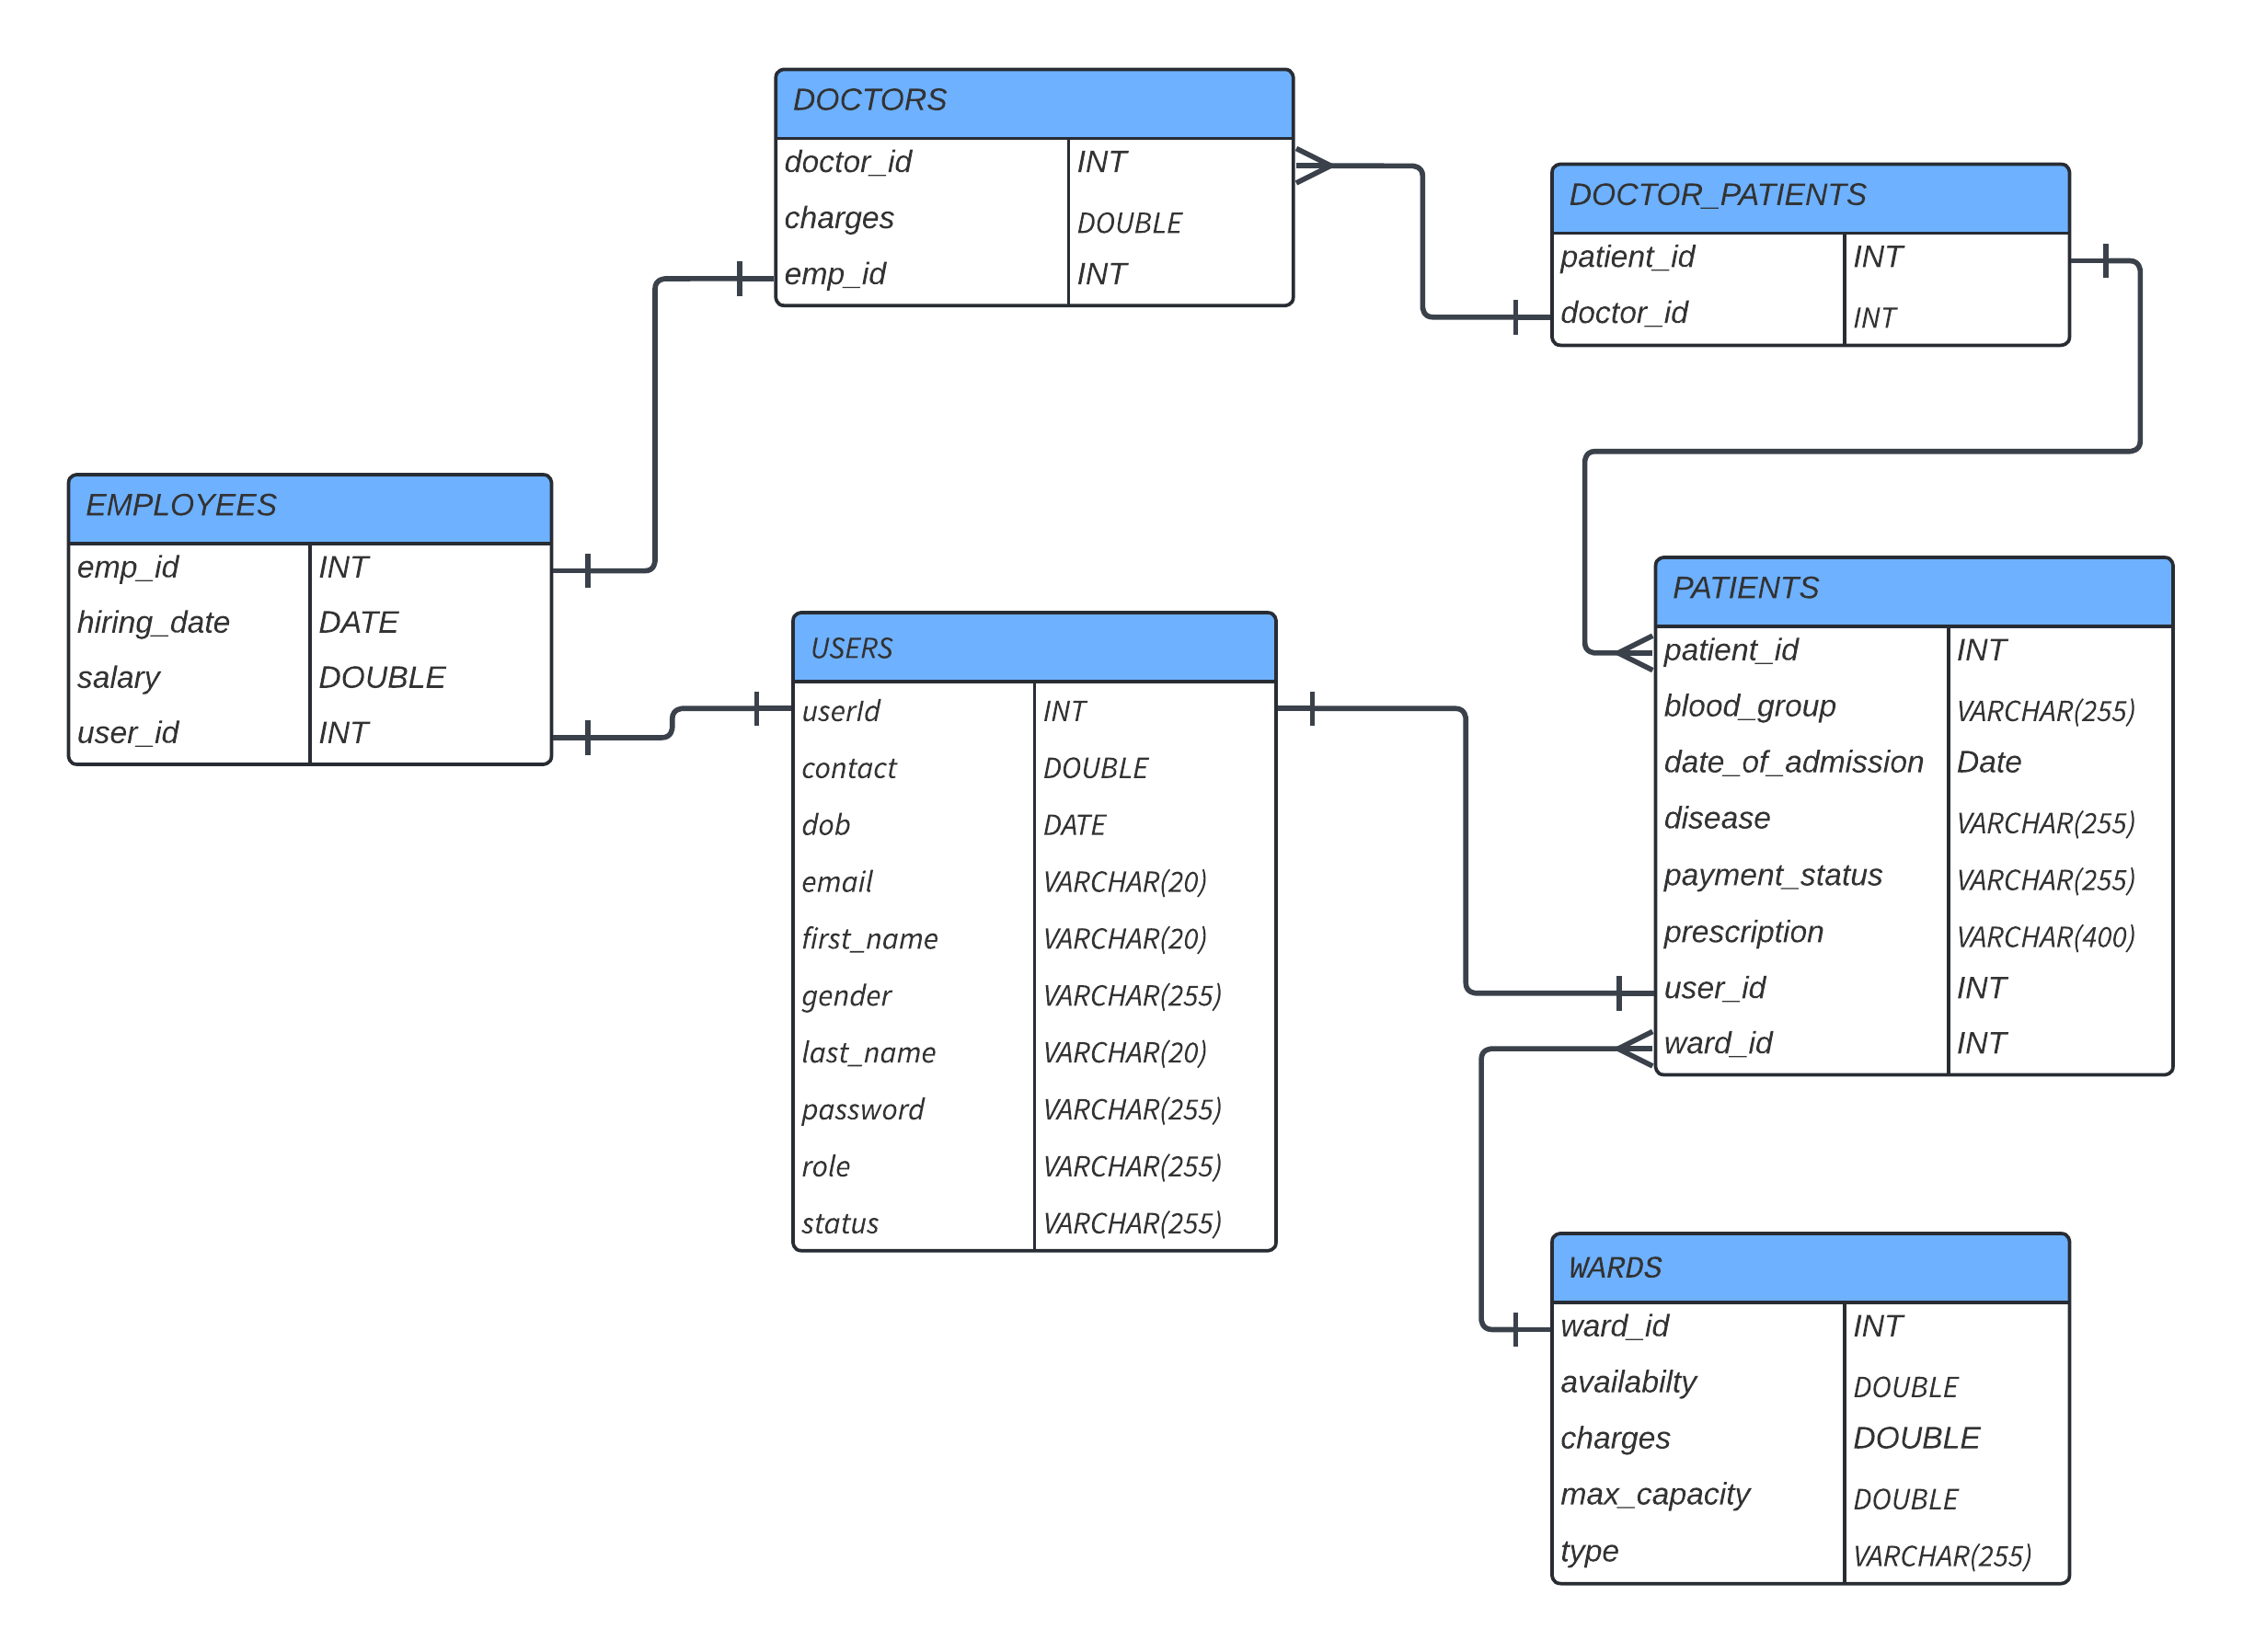 DOCTORS
doctor_id INT
charges DOUBLE
emp_id INT
DOCTOR_PATIENTS
patient_id INT
doctor_id INT
EMPLOYEES
emp_id INT
hiring_date DATE
salary DOUBLE
user_id INT
USERS
userId INT
contact DOUBLE
dob DATE
email VARCHAR(20)
first_name VARCHAR(20)
gender VARCHAR(255)
last_name VARCHAR(20)
password VARCHAR(255)
role VARCHAR(255)
status VARCHAR(255)
PATIENTS
patient_id INT
blood_group VARCHAR(255)
date_of_admission Date
disease VARCHAR(255)
payment_status VARCHAR(255)
prescription VARCHAR(400)
user_id INT
ward_id INT
WARDS
ward_id INT
availabilty DOUBLE
charges DOUBLE
max_capacity DOUBLE
type VARCHAR(255)